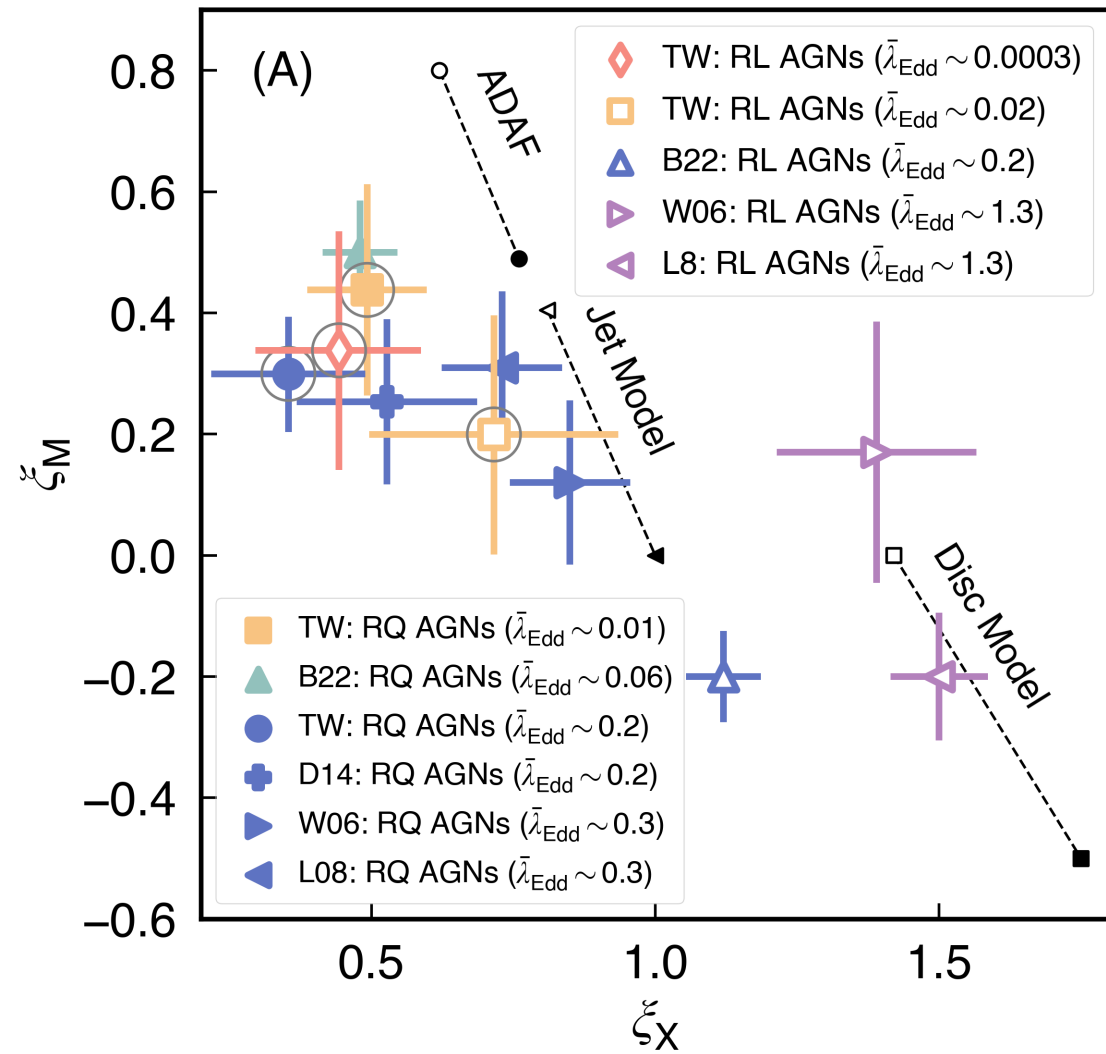 (A)
ADAF
TW: RL AGNs (λ̄Edd ~ 0.0003)
TW: RL AGNs (λ̄Edd ~ 0.02)
B22: RL AGNs (λ̄Edd ~ 0.2)
W06: RL AGNs (λ̄Edd ~ 1.3)
L8: RL AGNs (λ̄Edd ~ 1.3)
Jet Model
Disc Model
TW: RQ AGNs (λ̄Edd ~ 0.01)
B22: RQ AGNs (λ̄Edd ~ 0.06)
TW: RQ AGNs (λ̄Edd ~ 0.2)
D14: RQ AGNs (λ̄Edd ~ 0.2)
W06: RQ AGNs (λ̄Edd ~ 0.3)
L08: RQ AGNs (λ̄Edd ~ 0.3)
0.8
0.6
0.4
0.2
0.0
−0.2
−0.4
−0.6
ξM
0.5 1.0 1.5
ξX